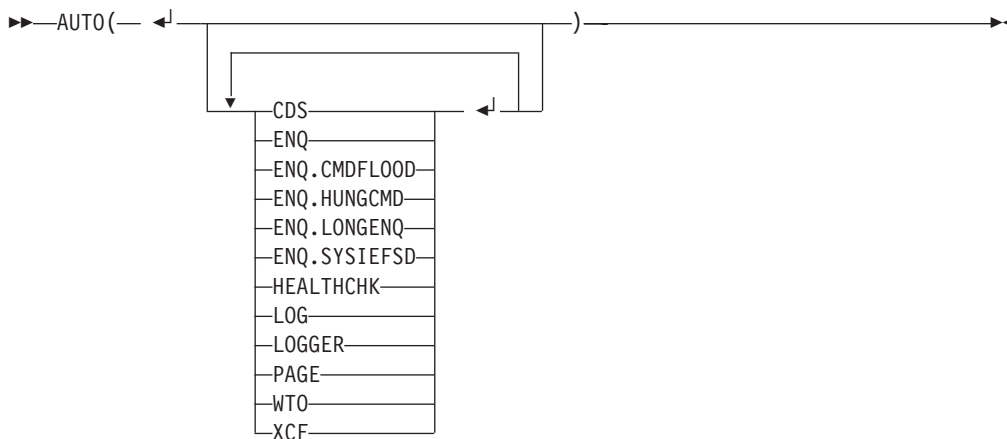 AUTO( )
CDS
ENQ
ENQ.CMDFLOOD
ENQ.HUNGCMD
ENQ.LONGENQ
ENQ.SYSIEFSD
HEALTHCHK
LOG
LOGGER
PAGE
WTO
XCF